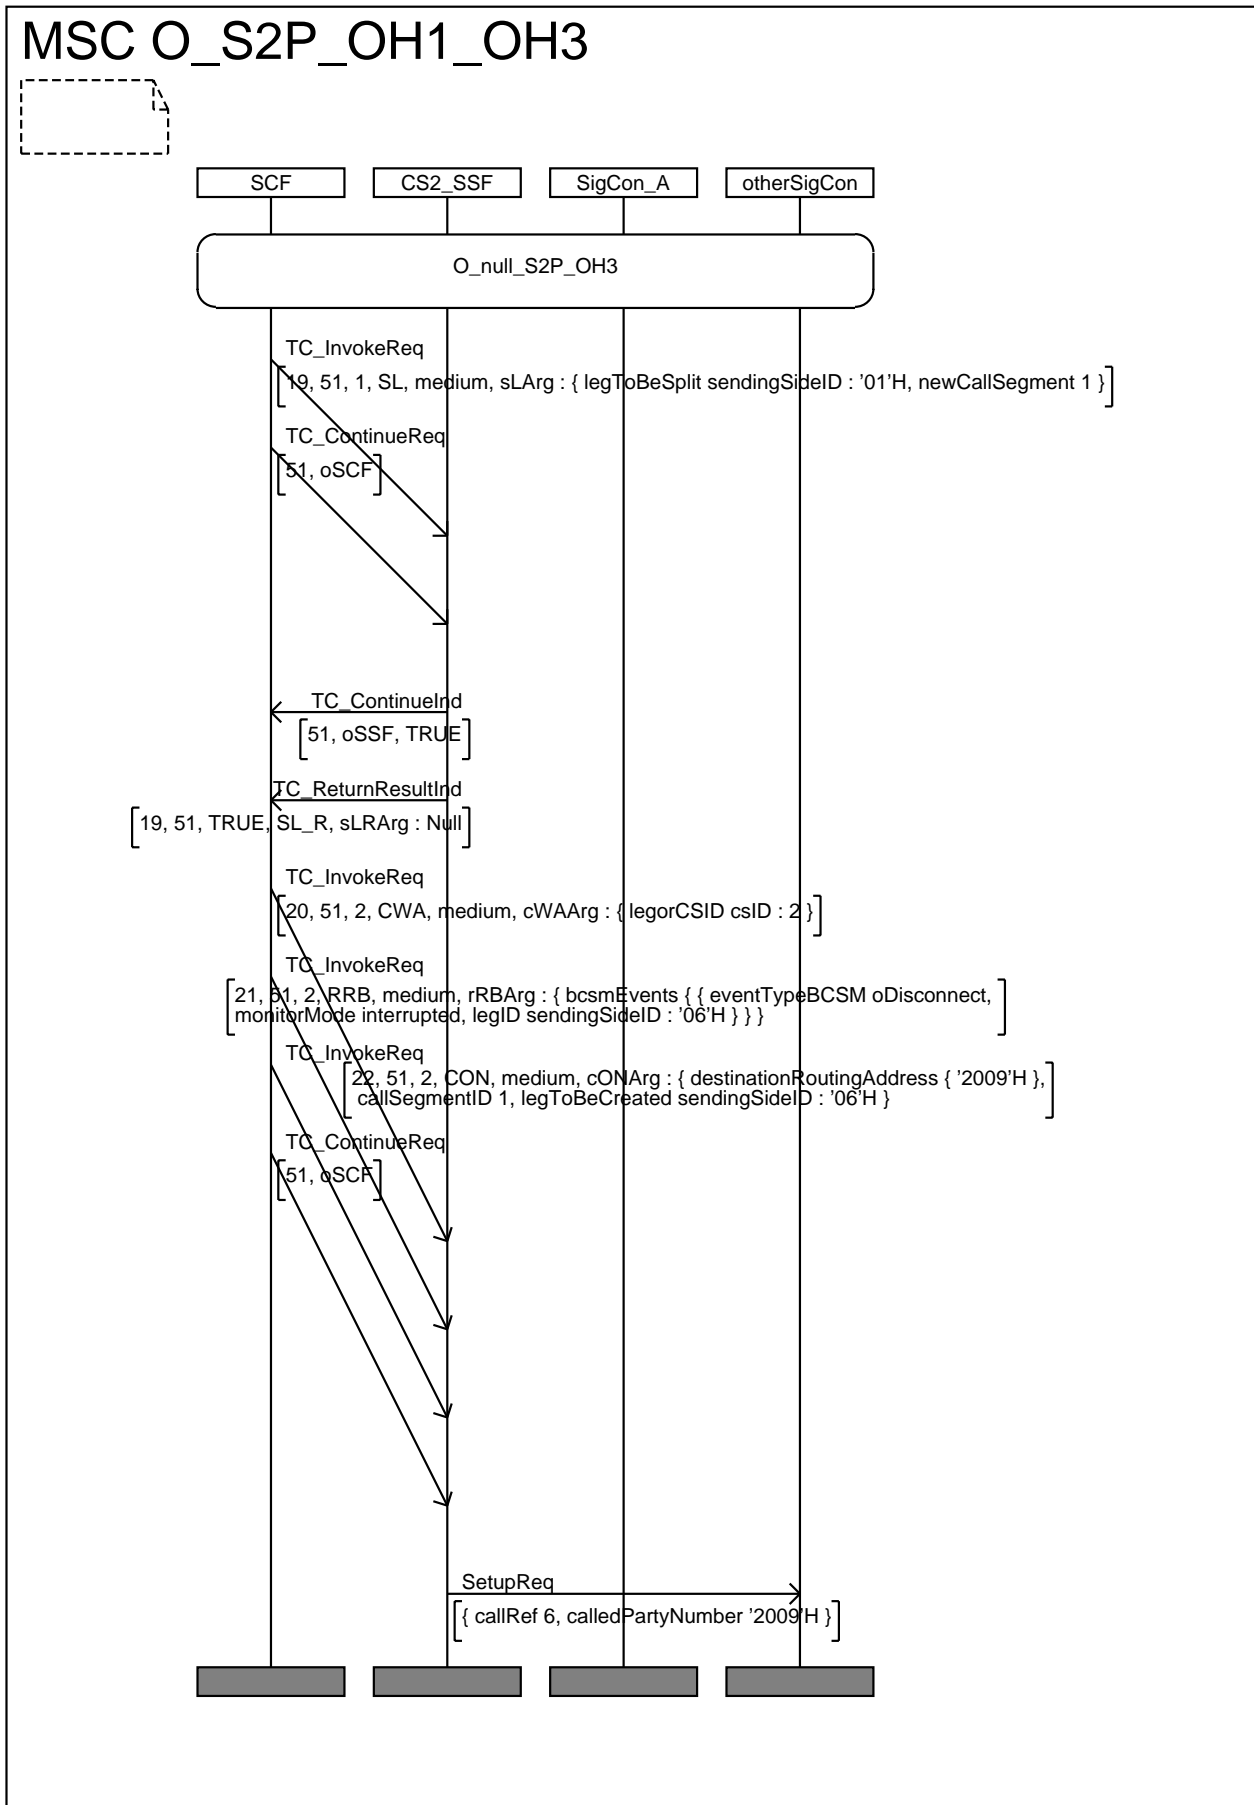 MSC O_S2P_OH1_OH3
SCF
CS2_SSF
SigCon_A
otherSigCon
O_null_S2P_OH3
TC_InvokeReq
19, 51, 1, SL, medium, sLArg : { legToBeSplit sendingSideID : '01'H, newCallSegment 1 }
TC_ContinueReq
51, oSCF
TC_ContinueInd
51, oSSF, TRUE
TC_ReturnResultInd
19, 51, TRUE, SL_R, sLRArg : Null
TC_InvokeReq
20, 51, 2, CWA, medium, cWAArg : { legorCSID csID : 2 }
TC_InvokeReq
21, 51, 2, RRB, medium, rRBArg : { bcsmEvents { { eventTypeBCSM oDisconnect,
monitorMode interrupted, legID sendingSideID : '06'H } } }
TC_InvokeReq
22, 51, 2, CON, medium, cONArg : { destinationRoutingAddress { '2009'H },
callSegmentID 1, legToBeCreated sendingSideID : '06'H }
TC_ContinueReq
51, oSCF
SetupReq
{ callRef 6, calledPartyNumber '2009'H }